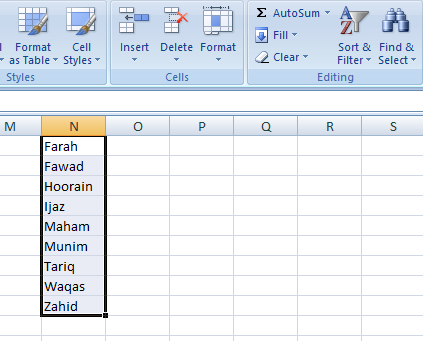 Format as Table
Cell Styles
Styles
Insert
Delete
Format
Cells
Σ AutoSum
Fill
Clear
Sort & Filter
Find & Select
Editing
M N O P Q R S
Farah
Fawad
Hoorain
Ijaz
Maham
Munim
Tariq
Waqas
Zahid